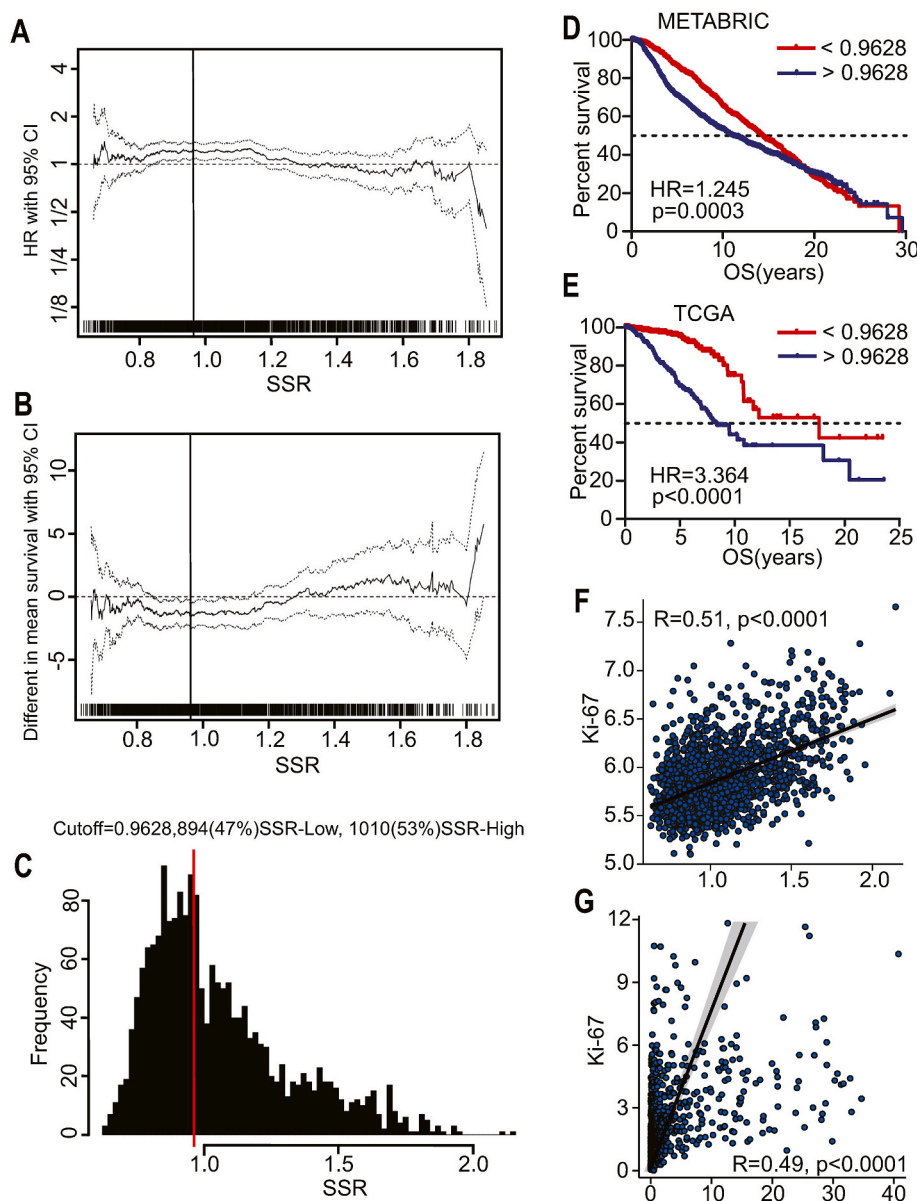 A
HR with 95% CI
4
2
1
1/2
1/4
1/8
0.8 1.0 1.2 1.4 1.6 1.8
SSR
B
Different in mean survival with 95% CI
10
5
0
-5
0.8 1.0 1.2 1.4 1.6 1.8
SSR
Cutoff=0.9628,894(47%)SSR-Low, 1010(53%)SSR-High
C
Frequency
80
60
40
20
0
1.0 1.5 2.0
SSR
D
METABRIC
< 0.9628
> 0.9628
Percent survival
100
80
60
40
20
0
HR=1.245
p=0.0003
0 10 20 30
OS(years)
E
TCGA
< 0.9628
> 0.9628
Percent survival
100
80
60
40
20
0
HR=3.364
p<0.0001
0 5 10 15 20 25
OS(years)
F
R=0.51, p<0.0001
Ki-67
7.5
7.0
6.5
6.0
5.5
5.0
1.0 1.5 2.0
G
Ki-67
12
9
6
3
0
R=0.49, p<0.0001
0 10 20 30 40